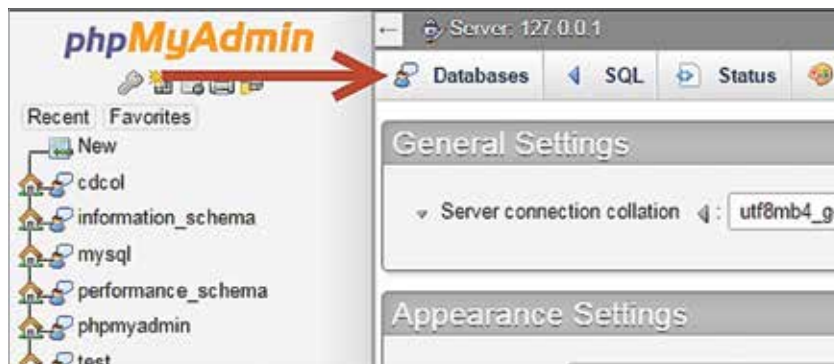 phpMyAdmin
Recent Favorites
New
cdcol
information_schema
mysql
performance_schema
phpmyadmin
test
Server: 127.0.0.1
Databases SQL Status
General Settings
Server connection collation : utf8mb4_g
Appearance Settings